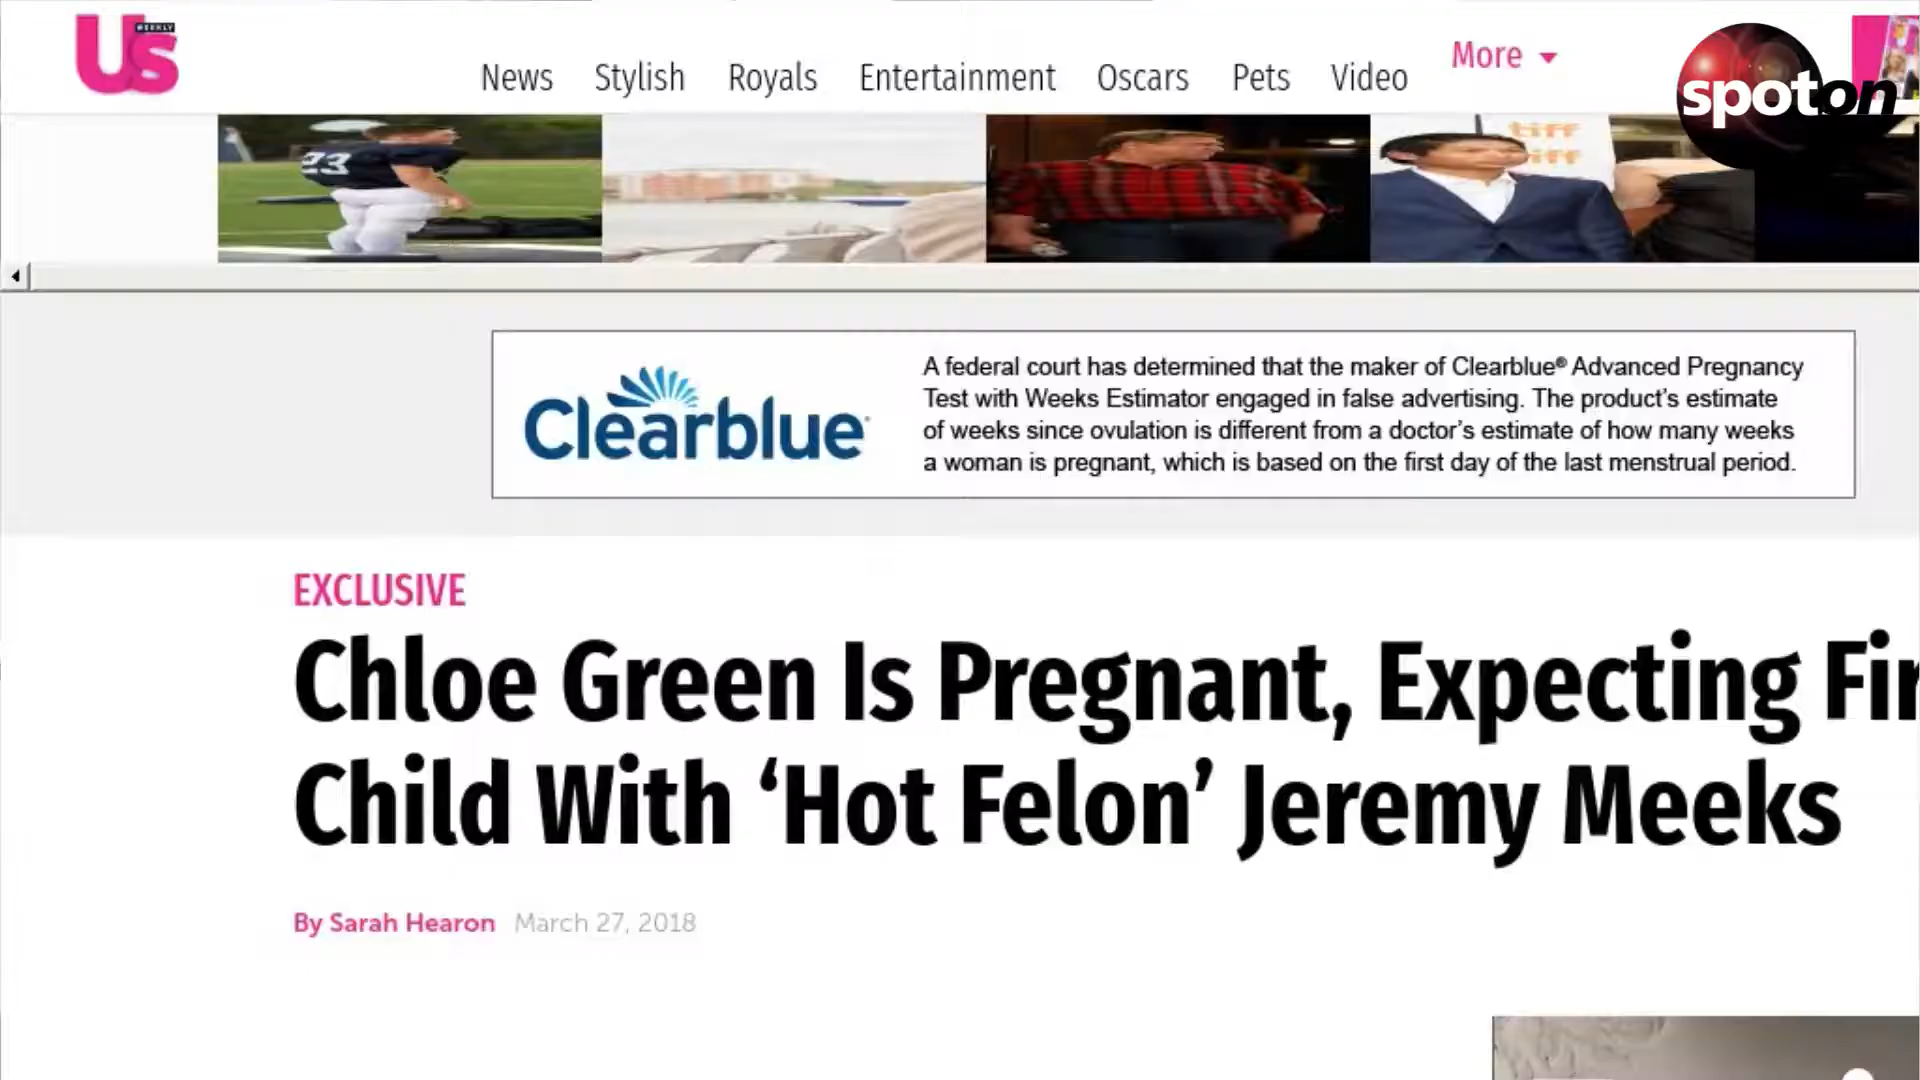 WEEKLY
Us
News Stylish Royals Entertainment Oscars Pets Video More
spoton
23
tiff
iff
Clearblue
A federal court has determined that the maker of Clearblue® Advanced Pregnancy
Test with Weeks Estimator engaged in false advertising. The product's estimate
of weeks since ovulation is different from a doctor's estimate of how many weeks
a woman is pregnant, which is based on the first day of the last menstrual period.
EXCLUSIVE
Chloe Green Is Pregnant, Expecting Fir
Child With ‘Hot Felon’ Jeremy Meeks
By Sarah Hearon March 27, 2018